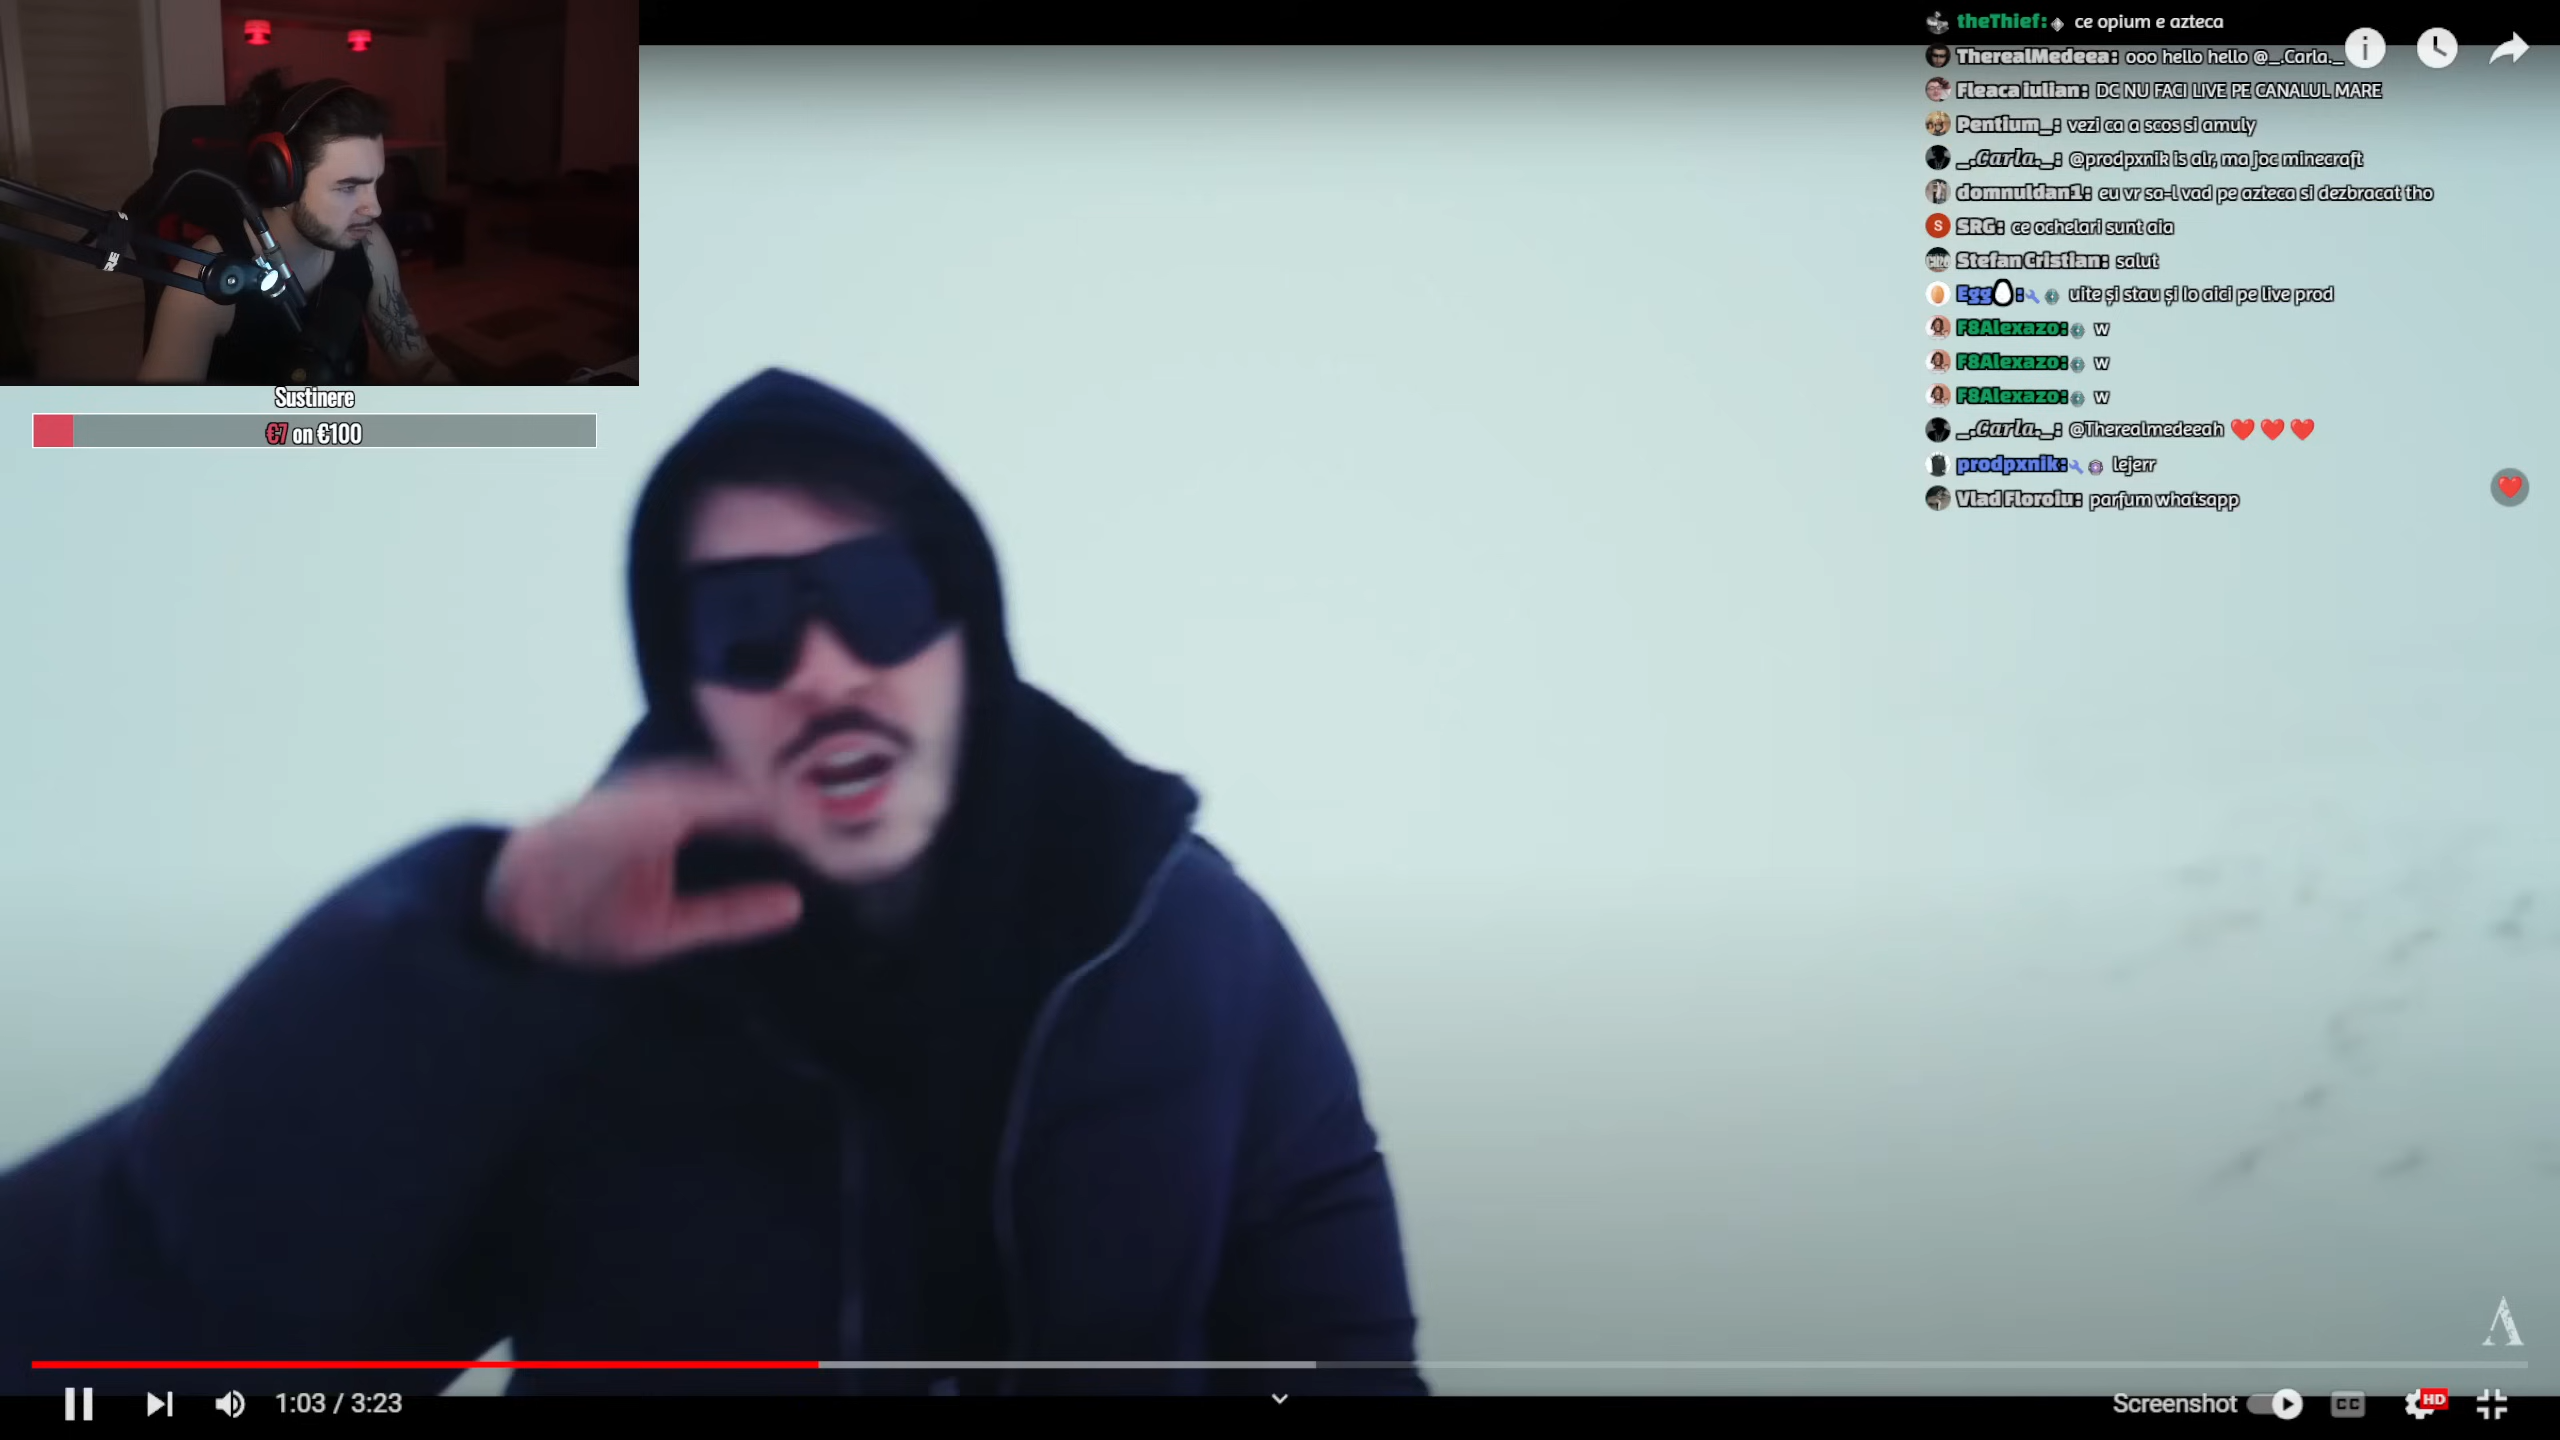 theThief: ce opium e azteca
TherealMedeea: ooo hello hello @_.Carla._
Fleaca iulian: DC NU FACI LIVE PE CANALUL MARE
Pentium_: vezi ca a scos si amuly
_.Carla._: @prodpxnik is alr, ma joc minecraft
domnuldan1: eu vr sa-l vad pe azteca si dezbracat tho
S SRG: ce ochelari sunt aia
Stefan Cristian: salut
Egg: uite și stau și lo aici pe live prod
F8Alexazo: w
F8Alexazo: w
F8Alexazo: w
_.Carla._: @Therealmedeeah ❤️ ❤️ ❤️
prodpxnik: lejerr
Vlad Floroiu: parfum whatsapp
Sustinere
€7 on €100
1:03 / 3:23
Screenshot
CC
HD